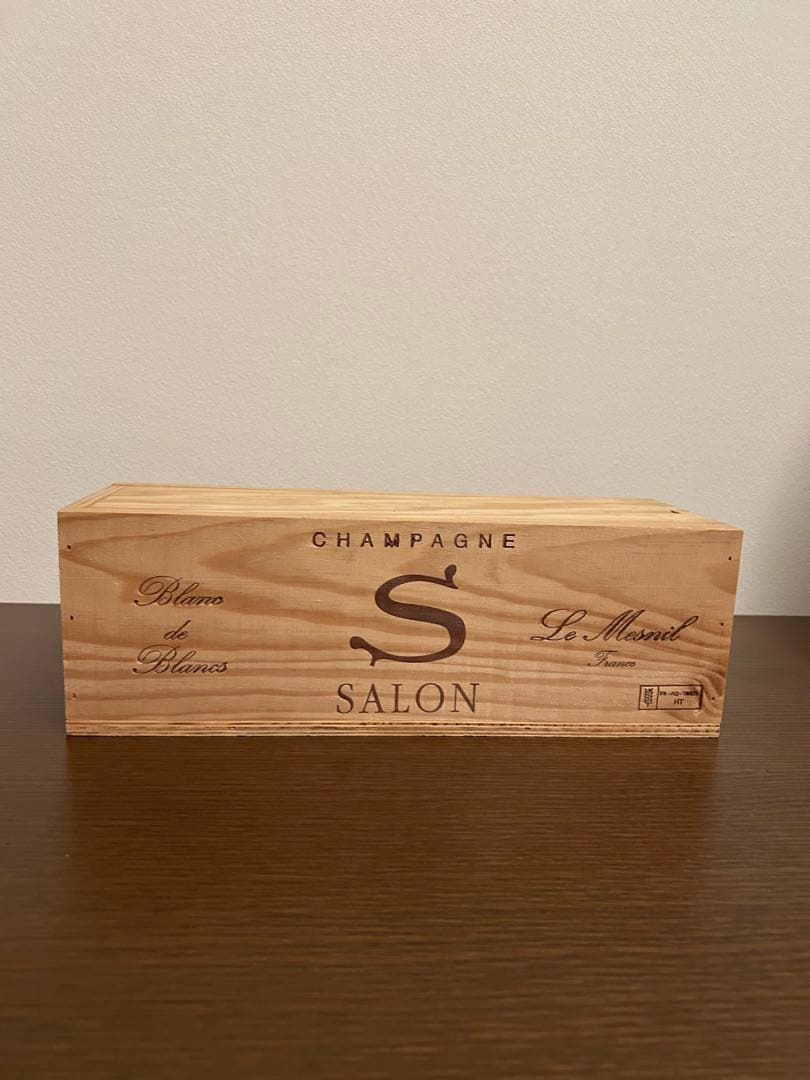 CHAMPAGNE
Blanc
de
Blancs
S
SALON
Le Mesnil
France
HT